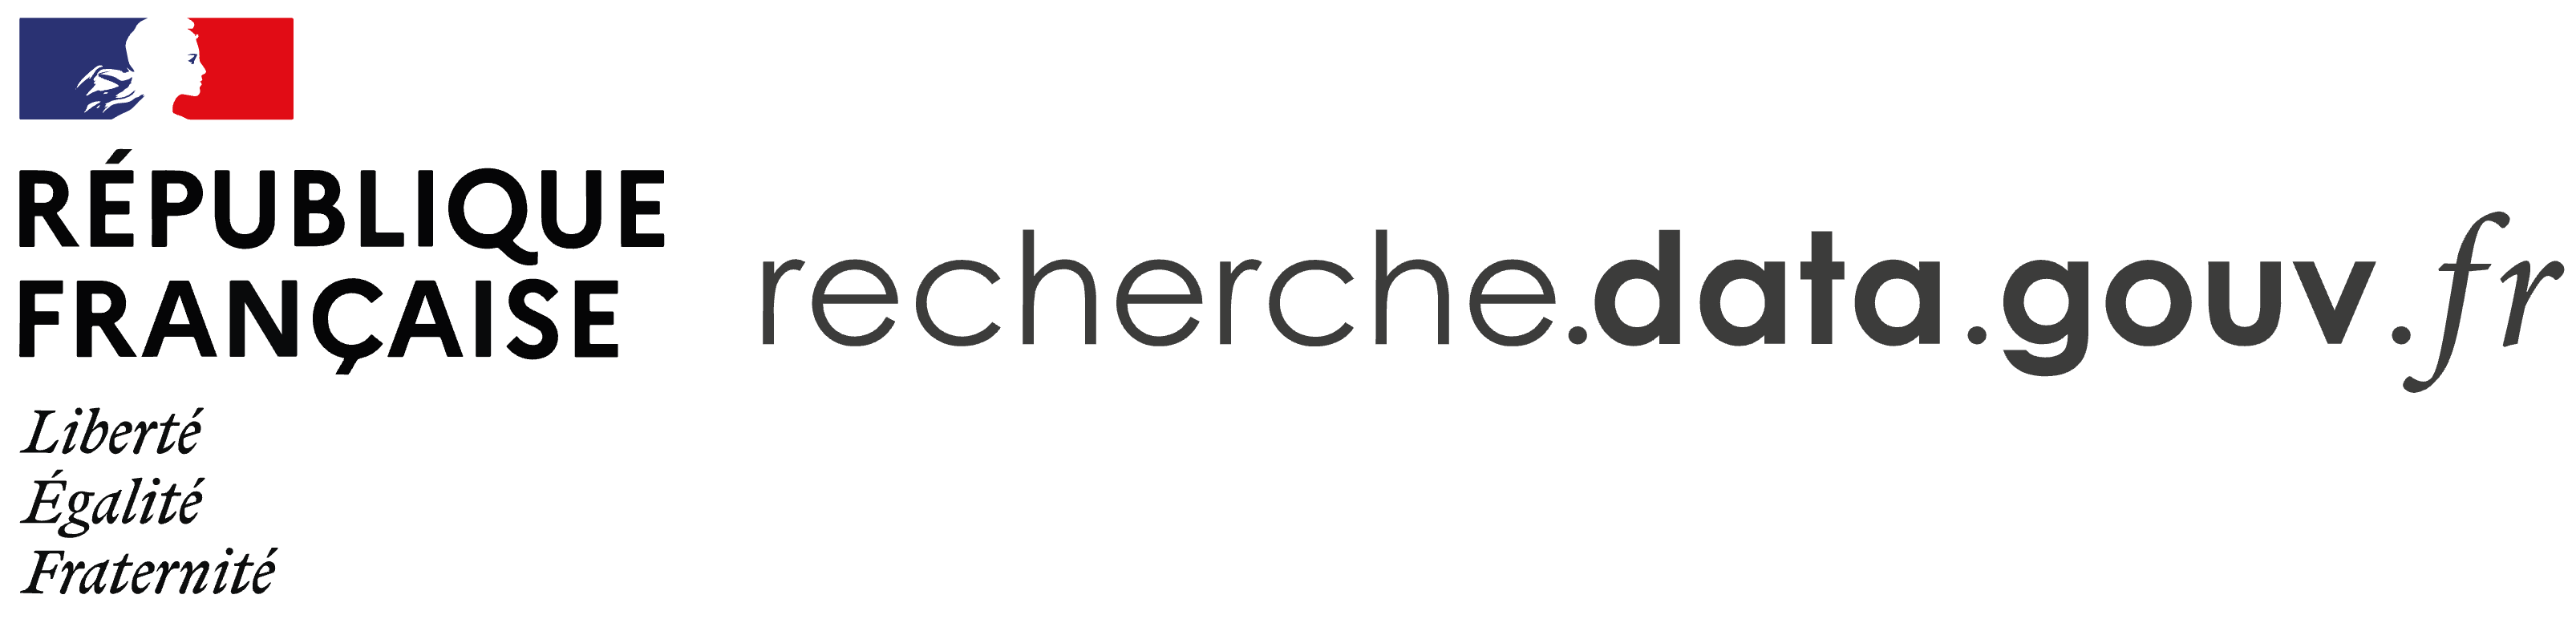 RÉPUBLIQUE
FRANÇAISE
Liberté
Égalité
Fraternité
recherche.data.gouv.fr